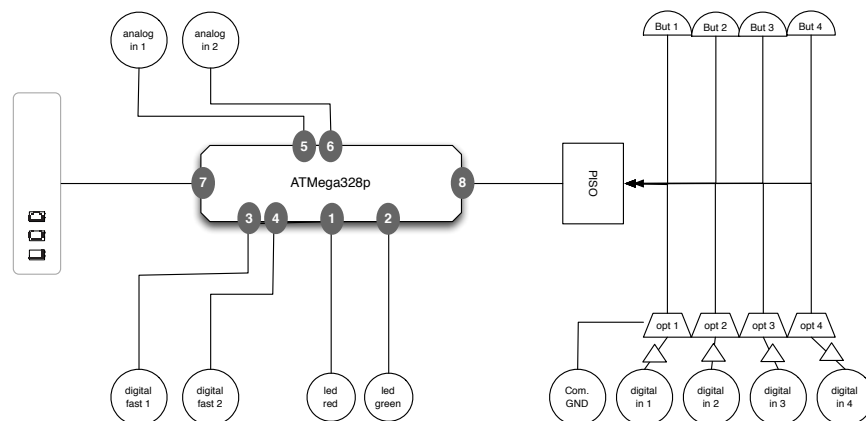 analog
in 1
analog
in 2
But 1
But 2
But 3
But 4
5
6
7
ATMega328p
8
PISO
3
4
1
2
opt 1
opt 2
opt 3
opt 4
digital
fast 1
digital
fast 2
led
red
led
green
Com.
GND
digital
in 1
digital
in 2
digital
in 3
digital
in 4